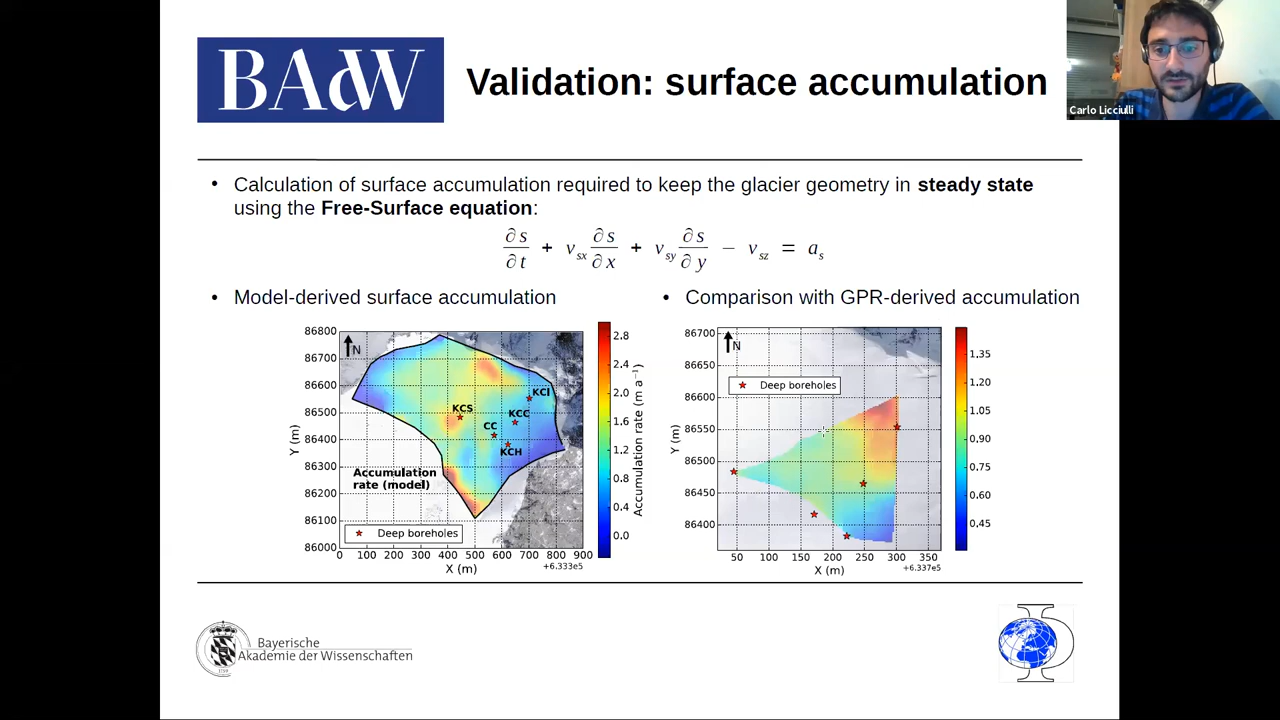 BAdW
Validation: surface accumulation
Carlo Licciulli
• Calculation of surface accumulation required to keep the glacier geometry in steady state
using the Free-Surface equation:
∂s/∂t + v_sx ∂s/∂x + v_sy ∂s/∂y − v_sz = a_s
• Model-derived surface accumulation
86800
86700
86600
86500
86400
86300
86200
86100
86000
Y (m)
N
KCI
KCS
KCC
CC
KCH
Accumulation
rate (model)
Deep boreholes
0 100 200 300 400 500 600 700 800 900
X (m)
+6.333e5
2.8
2.4
2.0
1.6
1.2
0.8
0.4
0.0
Accumulation rate (m a⁻¹)
• Comparison with GPR-derived accumulation
86700
86650
86600
86550
86500
86450
86400
Y (m)
N
Deep boreholes
50 100 150 200 250 300 350
X (m)
+6.337e5
1.35
1.20
1.05
0.90
0.75
0.60
0.45
Bayerische
Akademie der Wissenschaften